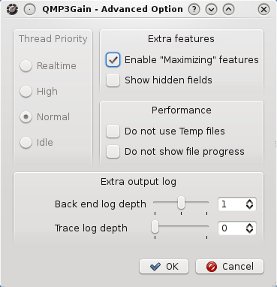 QMP3Gain - Advanced Option
Thread Priority
Realtime
High
Normal
Idle
Extra features
Enable "Maximizing" features
Show hidden fields
Performance
Do not use Temp files
Do not show file progress
Extra output log
Back end log depth 1
Trace log depth 0
OK Cancel